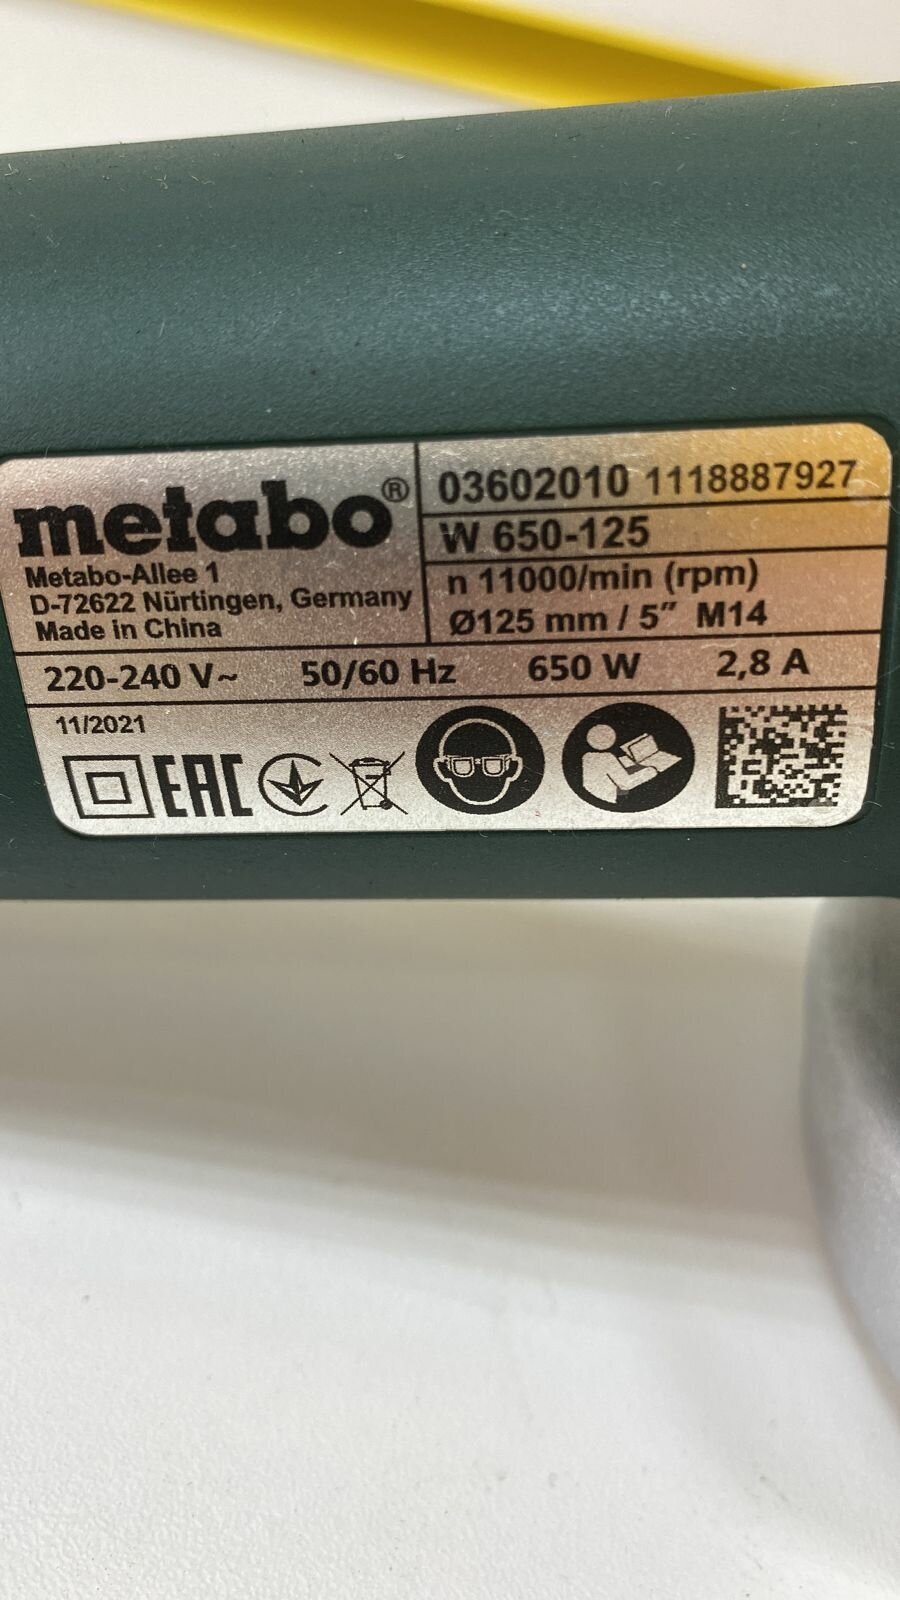 metabo®
Metabo-Allee 1
D-72622 Nürtingen, Germany
Made in China
03602010 1118887927
W 650-125
n 11000/min (rpm)
Ø125 mm / 5″ M14
220-240 V~ 50/60 Hz 650 W 2,8 A
11/2021
EAC